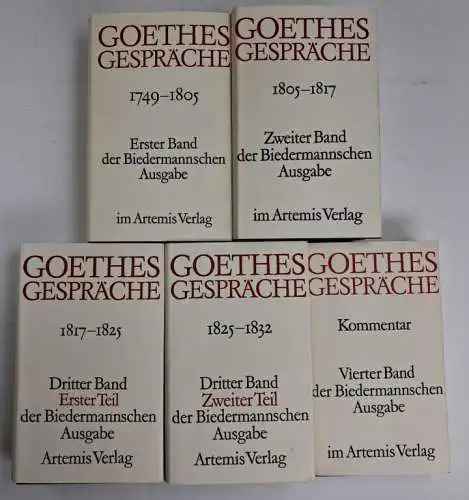 GOETHES
GESPRÄCHE
1749–1805
Erster Band
der Biedermannschen
Ausgabe
im Artemis Verlag
GOETHES
GESPRÄCHE
1805–1817
Zweiter Band
der Biedermannschen
Ausgabe
im Artemis Verlag
GOETHES
GESPRÄCHE
1817–1825
Dritter Band
Erster Teil
der Biedermannschen
Ausgabe
Artemis Verlag
GOETHES
GESPRÄCHE
1825–1832
Dritter Band
Zweiter Teil
der Biedermannschen
Ausgabe
Artemis Verlag
GOETHES
GESPRÄCHE
Kommentar
Vierter Band
der Biedermannschen
Ausgabe
im Artemis Verlag